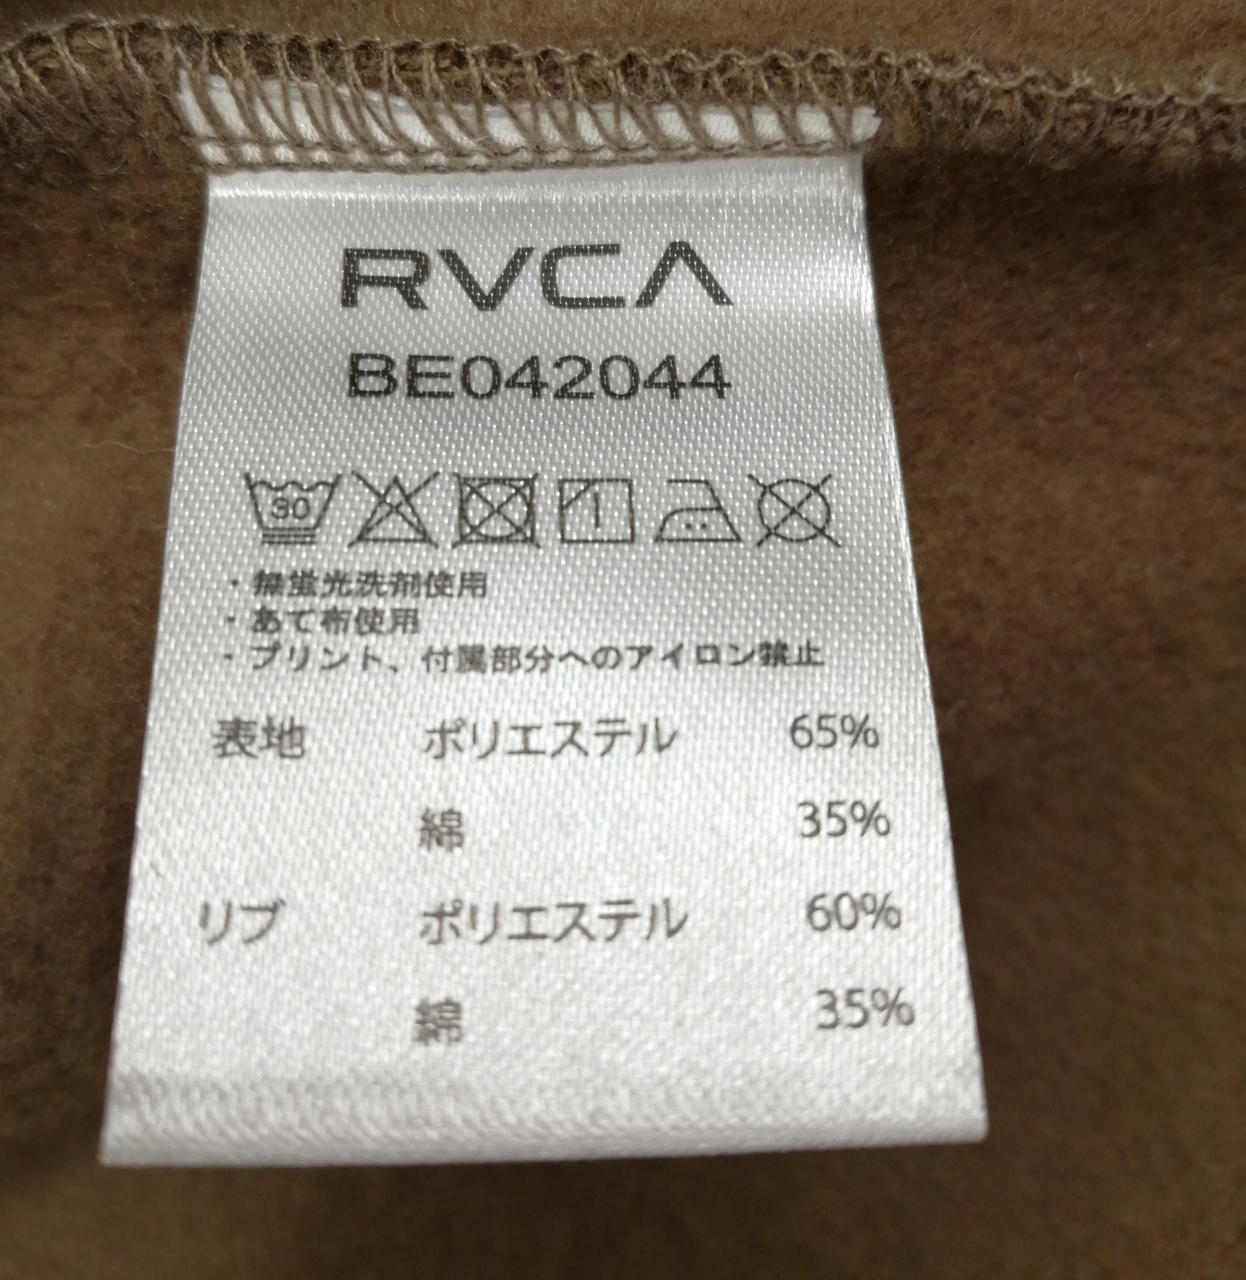 RVCA
BE042044
30
・無蛍光洗剤使用
・あて布使用
・プリント、付属部分へのアイロン禁止
表地 ポリエステル 65%
綿 35%
リブ ポリエステル 60%
綿 35%